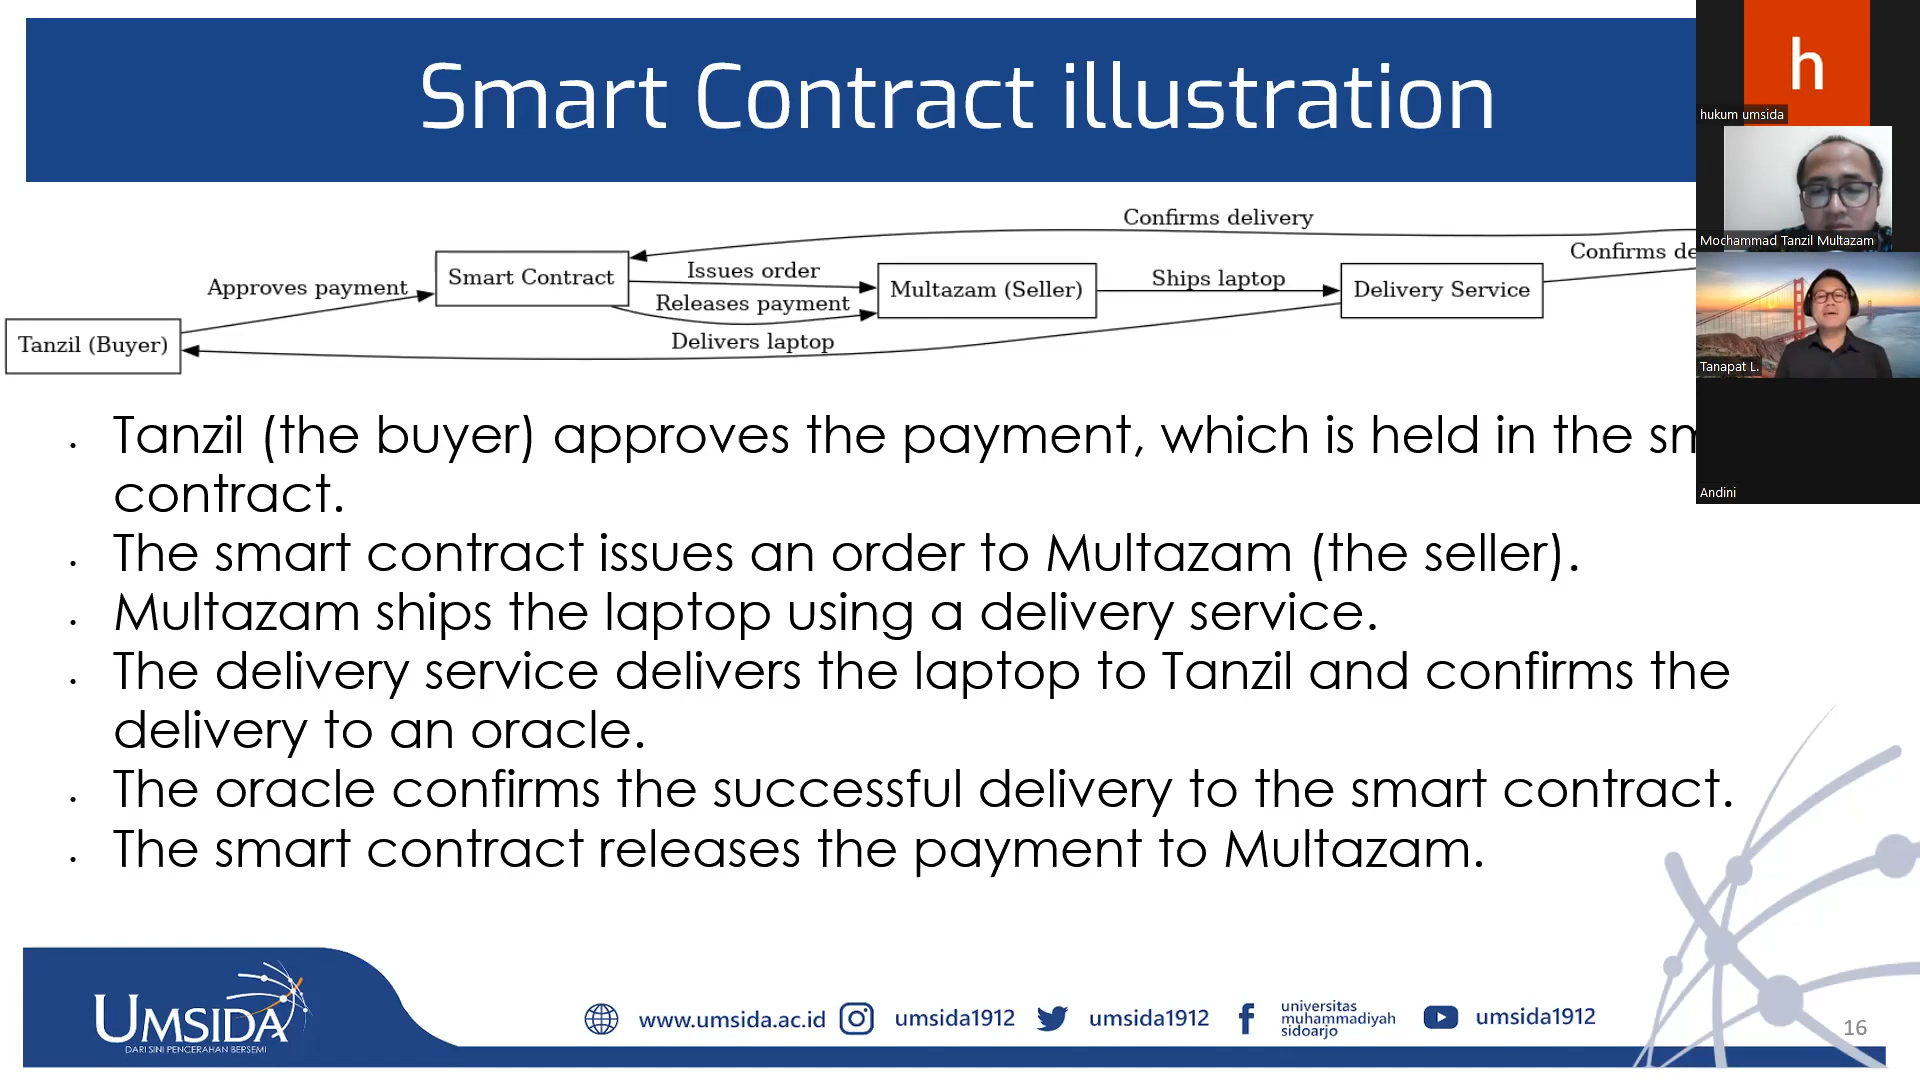 Smart Contract illustration
h
hukum umsida
Mochammad Tanzil Multazam
Tanapat L.
Andini
Confirms delivery
Confirms de
Smart Contract
Issues order
Approves payment
Releases payment
Multazam (Seller)
Ships laptop
Delivery Service
Tanzil (Buyer)
Delivers laptop
Tanzil (the buyer) approves the payment, which is held in the sm
contract.
The smart contract issues an order to Multazam (the seller).
Multazam ships the laptop using a delivery service.
The delivery service delivers the laptop to Tanzil and confirms the
delivery to an oracle.
The oracle confirms the successful delivery to the smart contract.
The smart contract releases the payment to Multazam.
UMSIDA
DARI SINI PENCERAHAN BERSEMI
www.umsida.ac.id
umsida1912
umsida1912
universitas
muhammadiyah
sidoarjo
umsida1912
16